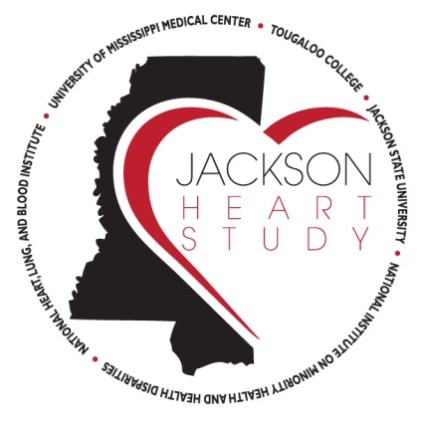 JACKSON
HEART
STUDY
UNIVERSITY OF MISSISSIPPI MEDICAL CENTER • TOUGALOO COLLEGE • JACKSON STATE UNIVERSITY • NATIONAL INSTITUTE ON MINORITY HEALTH AND HEALTH DISPARITIES • NATIONAL HEART, LUNG, AND BLOOD INSTITUTE •